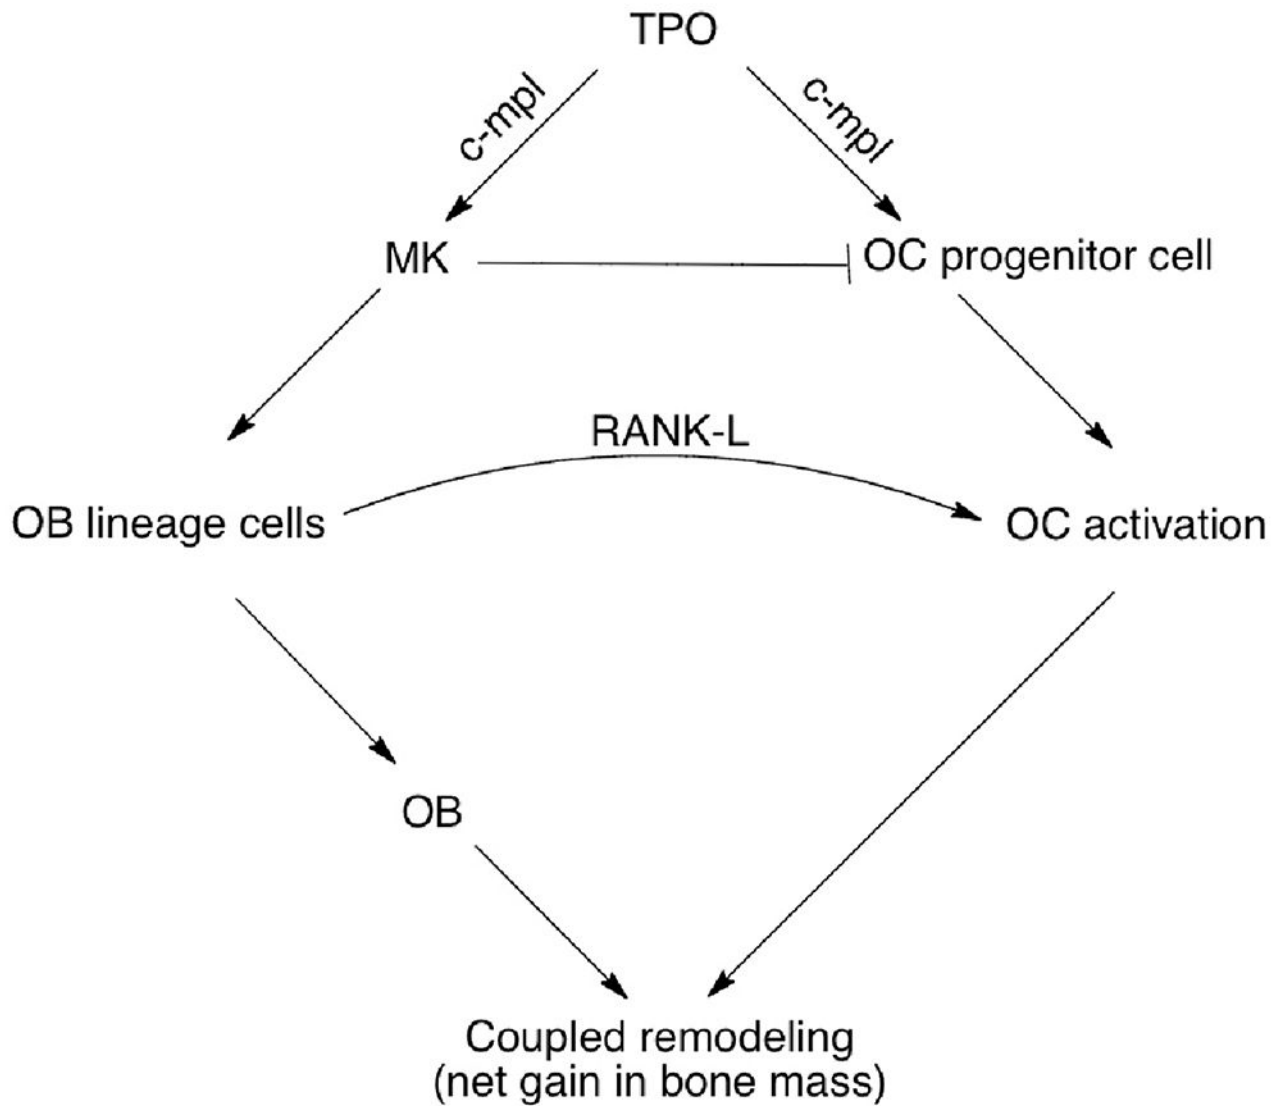 TPO
c-mpl
c-mpl
MK
OC progenitor cell
RANK-L
OB lineage cells
OC activation
OB
Coupled remodeling
(net gain in bone mass)